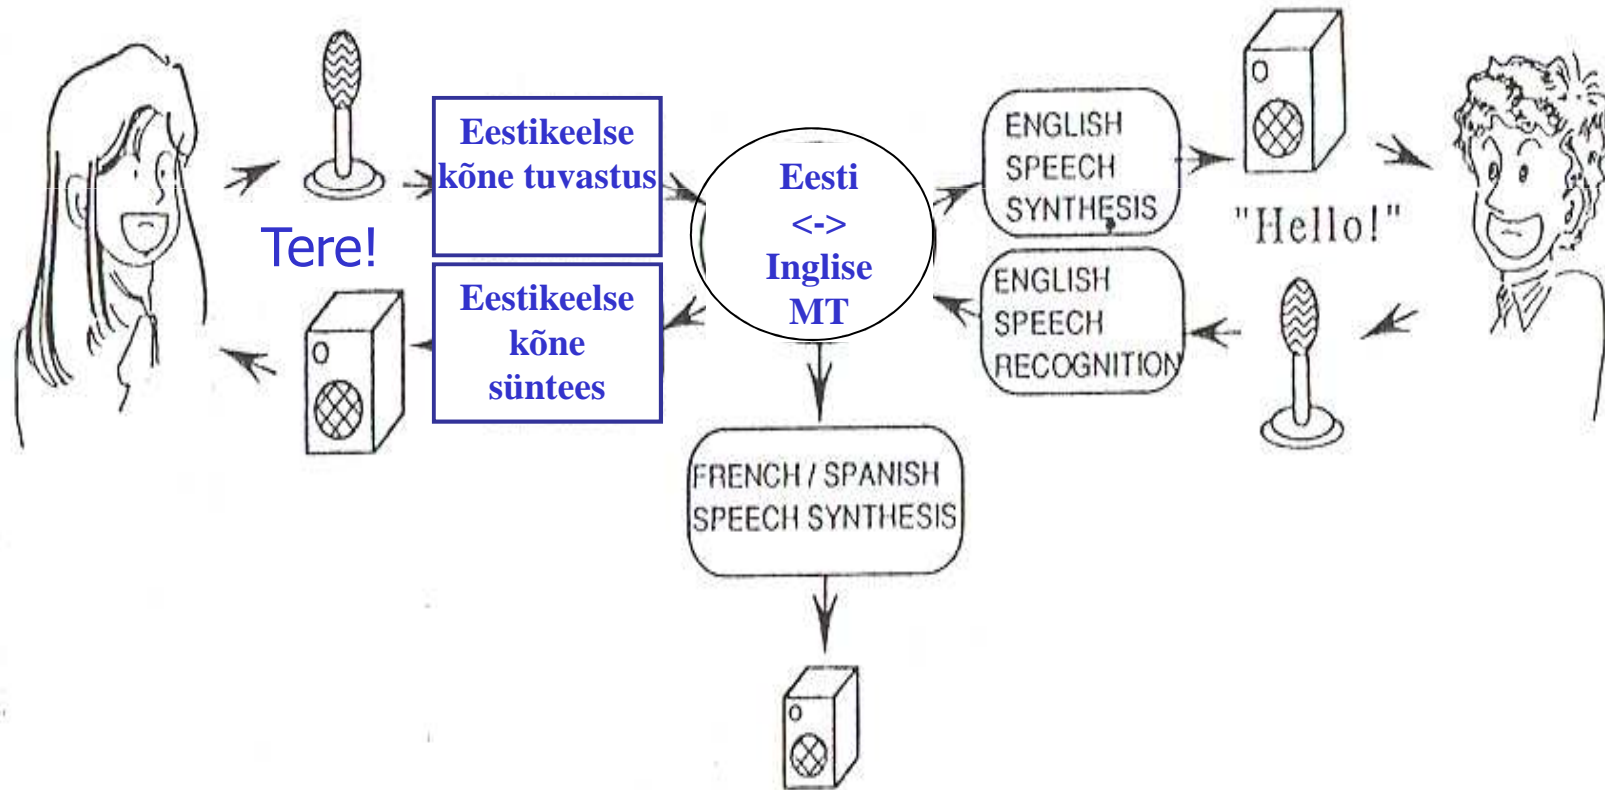 Tere!
Eestikeelse
kõne tuvastus
Eestikeelse
kõne
süntees
Eesti
<->
Inglise
MT
ENGLISH
SPEECH
SYNTHESIS
"Hello!"
ENGLISH
SPEECH
RECOGNITION
FRENCH / SPANISH
SPEECH SYNTHESIS